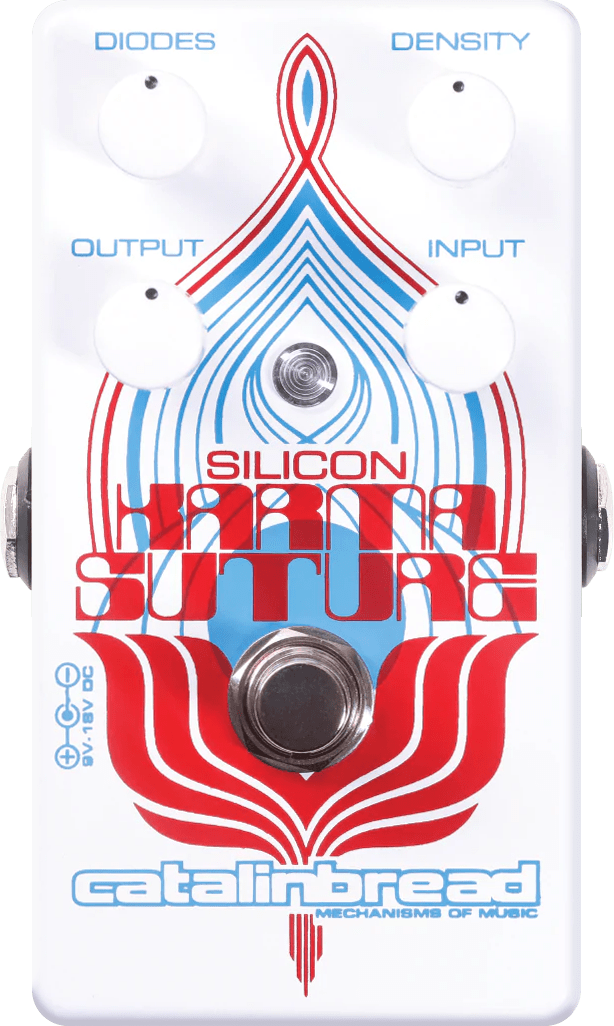 DIODES
DENSITY
OUTPUT
INPUT
SILICON
KARMA
SUTURE
9V-18V DC
catalinbread
MECHANISMS OF MUSIC